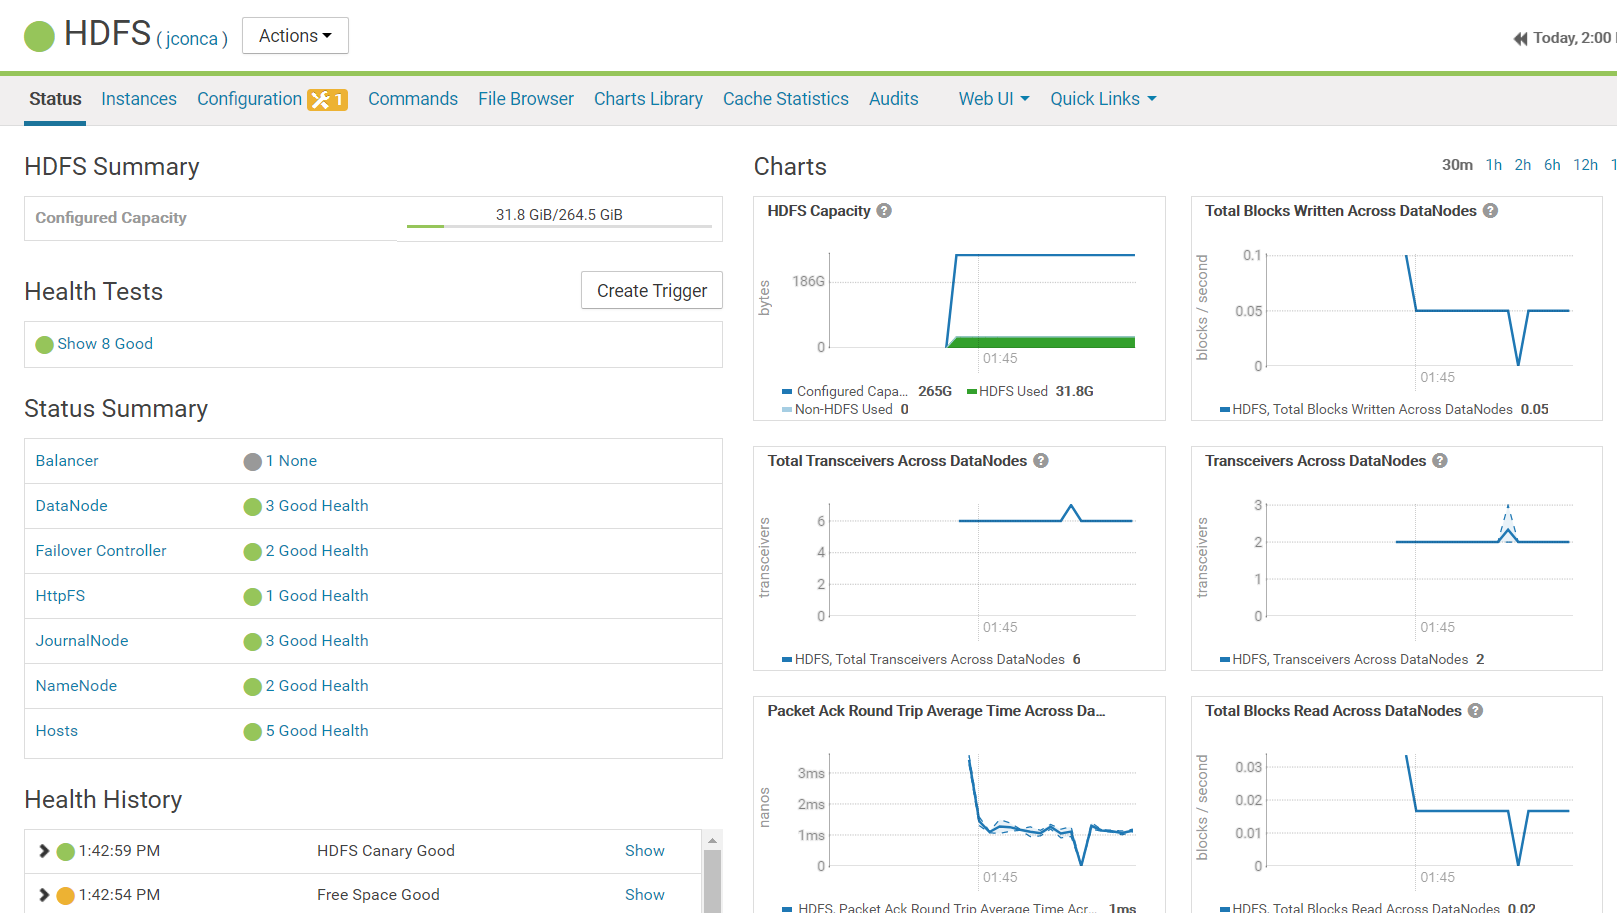 HDFS ( jconca ) Actions
Today, 2:00
Status Instances Configuration 1 Commands File Browser Charts Library Cache Statistics Audits Web UI Quick Links
HDFS Summary
Configured Capacity 31.8 GiB/264.5 GiB
Health Tests Create Trigger
Show 8 Good
Status Summary
Balancer 1 None
DataNode 3 Good Health
Failover Controller 2 Good Health
HttpFS 1 Good Health
JournalNode 3 Good Health
NameNode 2 Good Health
Hosts 5 Good Health
Health History
1:42:59 PM HDFS Canary Good Show
1:42:54 PM Free Space Good Show
Charts 30m 1h 2h 6h 12h 1
HDFS Capacity ?
bytes
186G
0
01:45
Configured Capa... 265G HDFS Used 31.8G
Non-HDFS Used 0
Total Blocks Written Across DataNodes ?
blocks / second
0.1
0.05
0
01:45
HDFS, Total Blocks Written Across DataNodes 0.05
Total Transceivers Across DataNodes ?
transceivers
6
4
2
0
01:45
HDFS, Total Transceivers Across DataNodes 6
Transceivers Across DataNodes ?
transceivers
3
2
1
0
01:45
HDFS, Transceivers Across DataNodes 2
Packet Ack Round Trip Average Time Across Da...
nanos
3ms
2ms
1ms
0
01:45
HDFS, Packet Ack Round Trip Average Time Acr... 1ms
Total Blocks Read Across DataNodes ?
blocks / second
0.03
0.02
0.01
0
01:45
HDFS, Total Blocks Read Across DataNodes 0.02